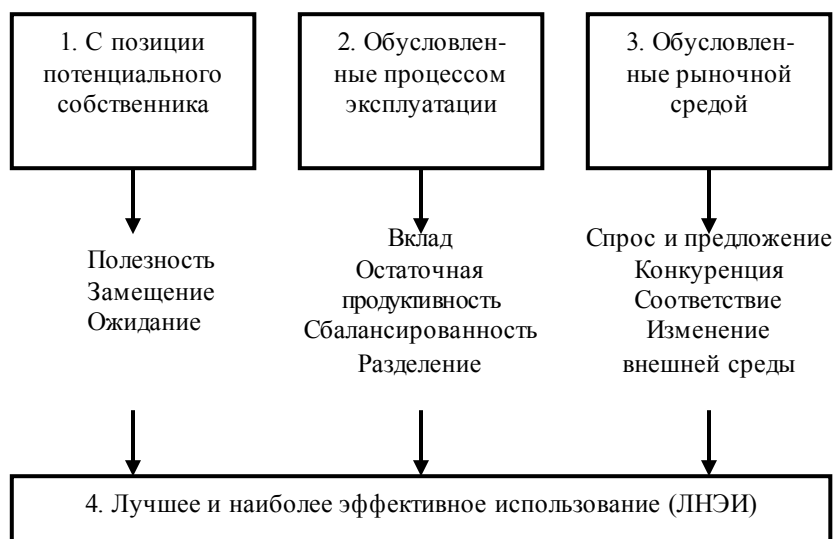 1. С позиции
потенциального
собственника
2. Обусловлен-
ные процессом
эксплуатации
3. Обусловлен-
ные рыночной
средой
Полезность
Замещение
Ожидание
Вклад
Остаточная
продуктивность
Сбалансированность
Разделение
Спрос и предложение
Конкуренция
Соответствие
Изменение
внешней среды
4. Лучшее и наиболее эффективное использование (ЛНЭИ)